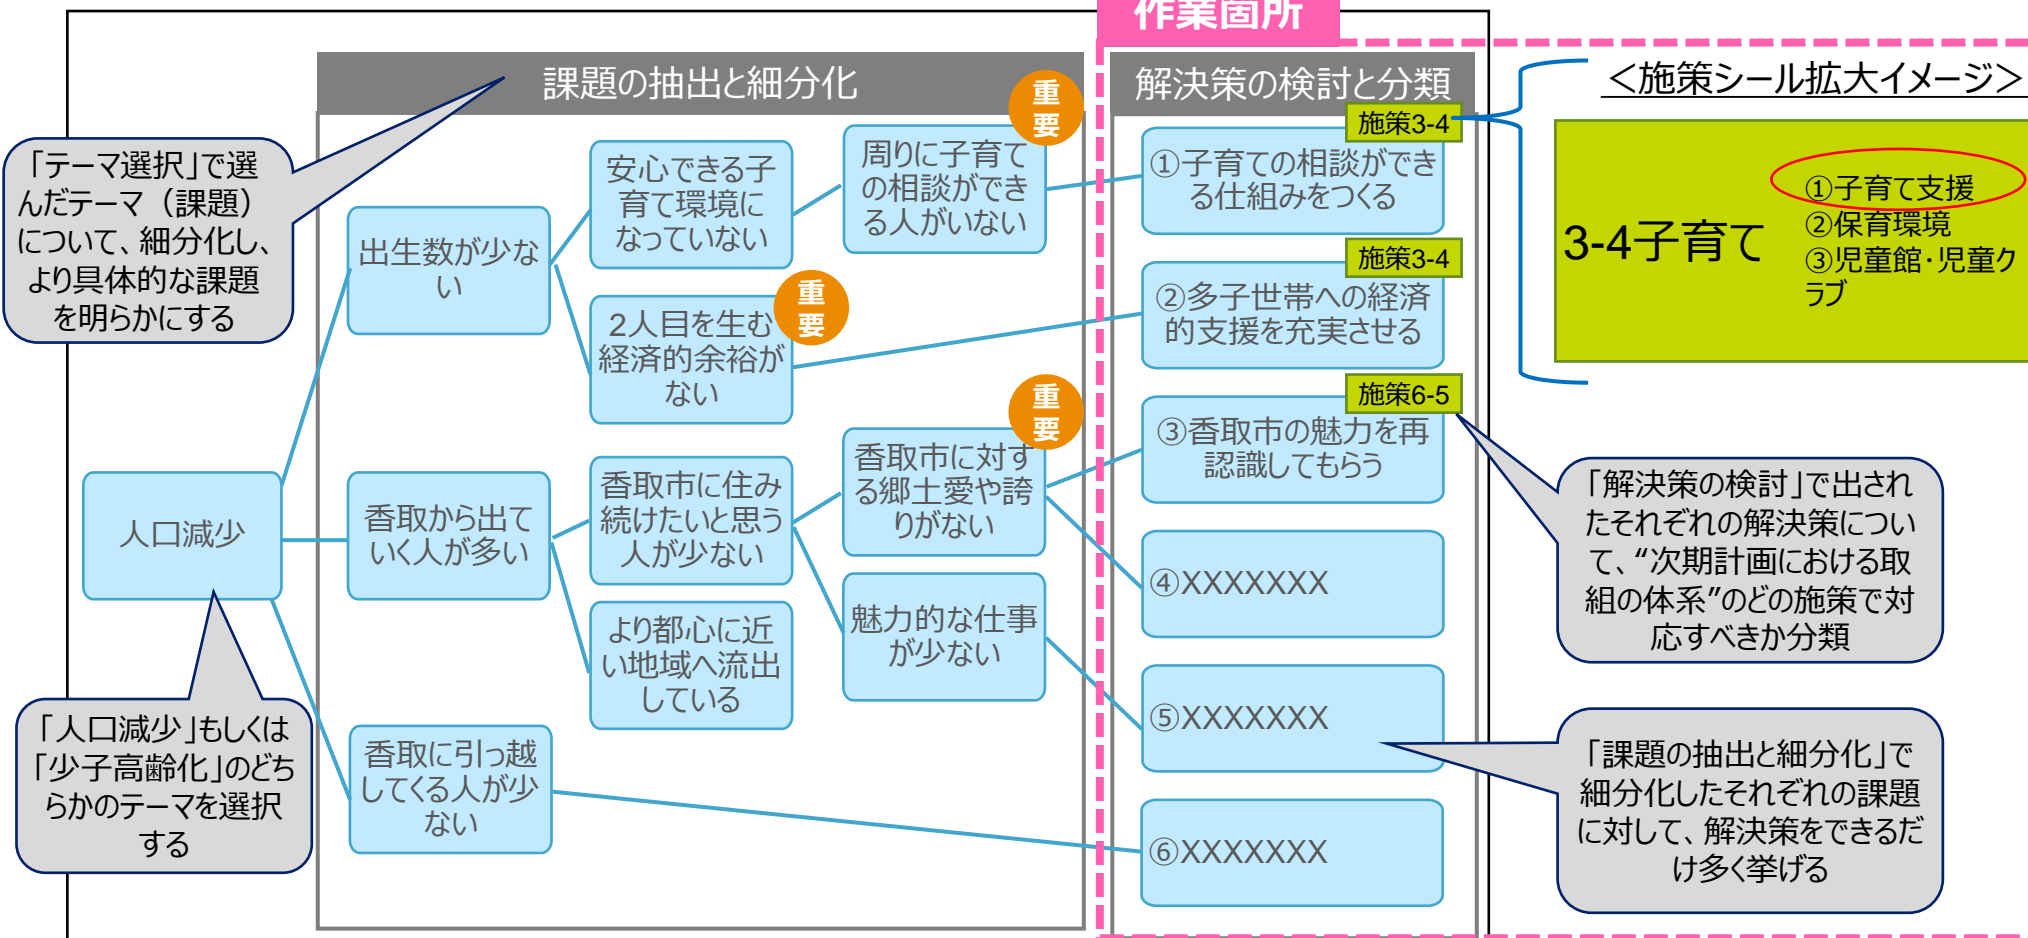 作業箇所
課題の抽出と細分化
解決策の検討と分類
<施策シール拡大イメージ>
「テーマ選択」で選
んだテーマ（課題）
について、細分化し、
より具体的な課題
を明らかにする
人口減少
「人口減少」もしくは
「少子高齢化」のどち
らかのテーマを選択
する
出生数が少な
い
香取から出て
いく人が多い
香取に引っ越
してくる人が少
ない
安心できる子
育て環境に
なっていない
2人目を生む
経済的余裕が
ない
重
要
香取市に住み
続けたいと思う
人が少ない
より都心に近
い地域へ流出
している
周りに子育て
の相談ができ
る人がいない
重
要
香取市に対す
る郷土愛や誇
りがない
重
要
魅力的な仕事
が少ない
施策3-4
①子育ての相談ができ
る仕組みをつくる
施策3-4
②多子世帯への経済
的支援を充実させる
施策6-5
③香取市の魅力を再
認識してもらう
④XXXXXXX
⑤XXXXXXX
⑥XXXXXXX
3-4子育て
①子育て支援
②保育環境
③児童館・児童ク
ラブ
「解決策の検討」で出され
たそれぞれの解決策につい
て、“次期計画における取
組の体系”のどの施策で対
応すべきか分類
「課題の抽出と細分化」で
細分化したそれぞれの課題
に対して、解決策をできるだ
け多く挙げる